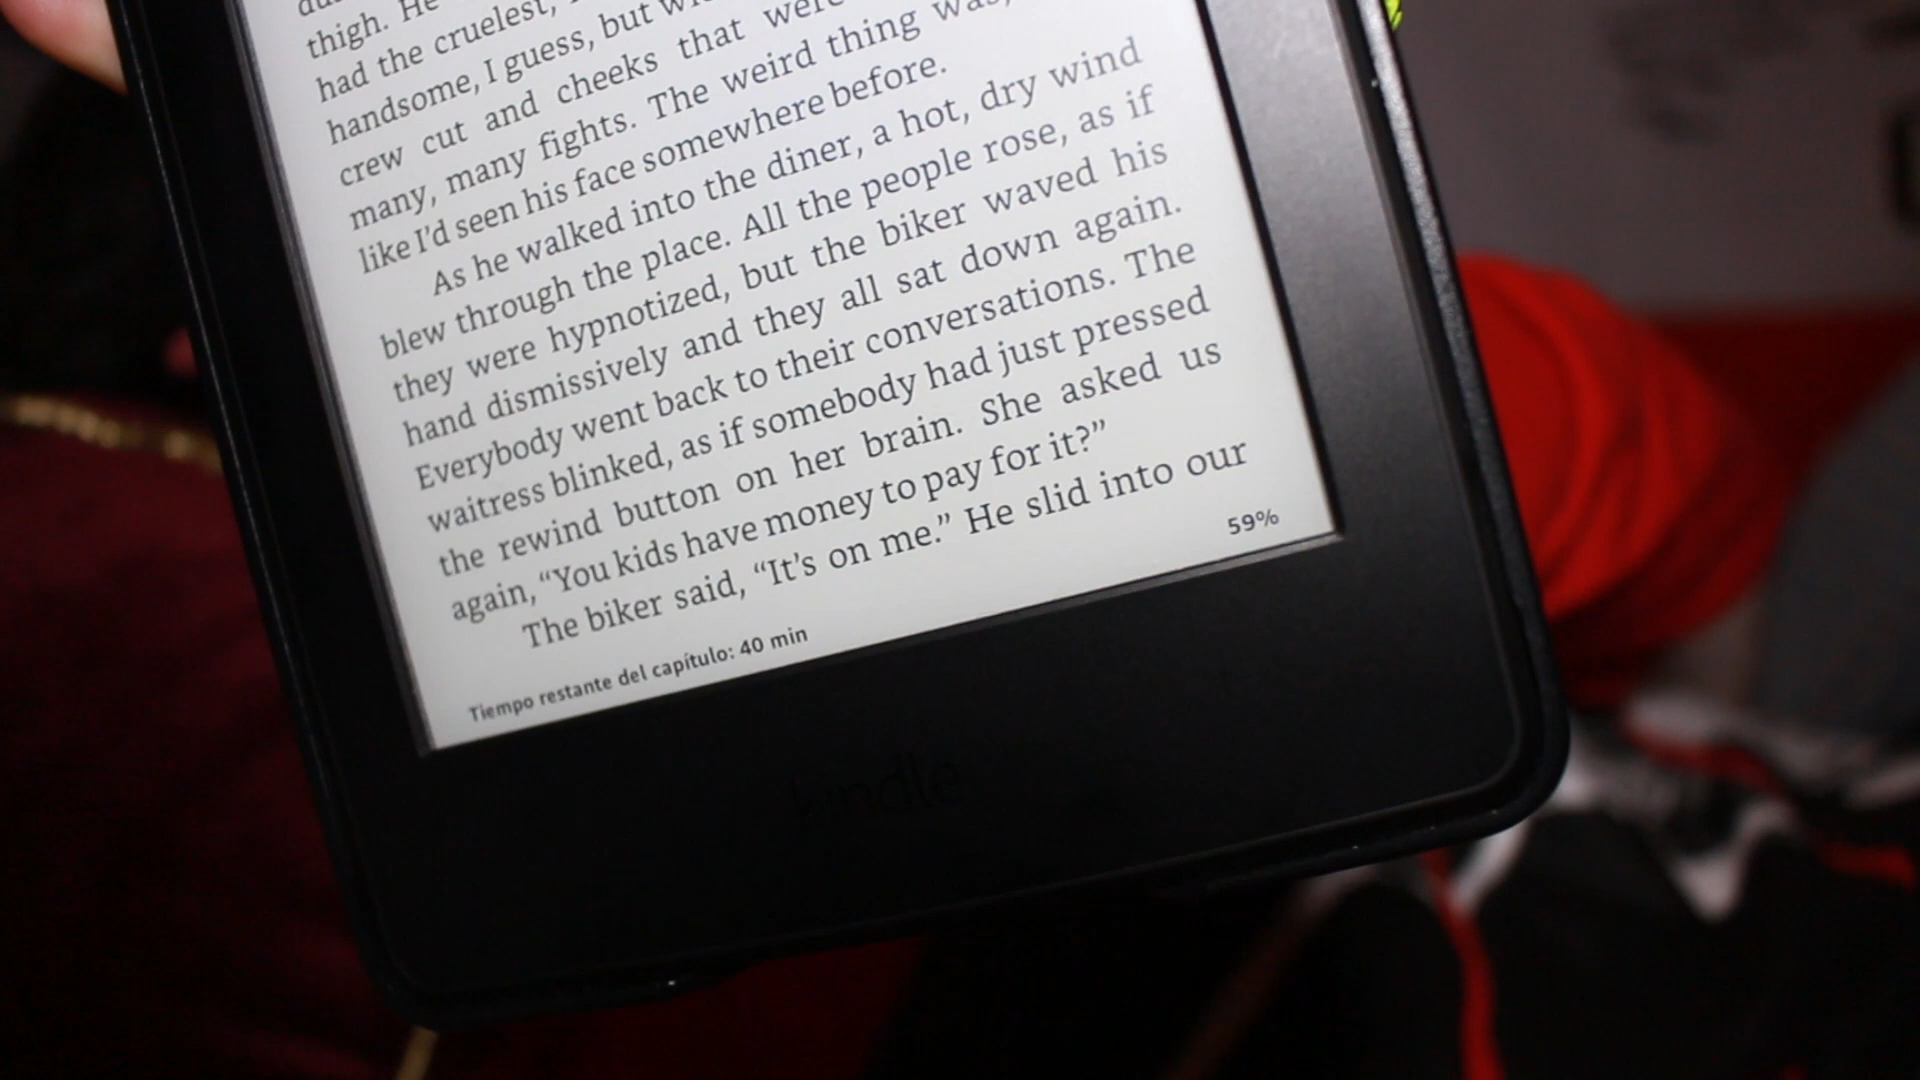 thigh. He
had the cruelest,
handsome, I guess, but
crew cut and cheeks that were
many, many fights. The weird thing was,
like I'd seen his face somewhere before.
As he walked into the diner, a hot, dry wind
blew through the place. All the people rose, as if
they were hypnotized, but the biker waved his
hand dismissively and they all sat down again.
Everybody went back to their conversations. The
waitress blinked, as if somebody had just pressed
the rewind button on her brain. She asked us
again, “You kids have money to pay for it?”
The biker said, “It's on me.” He slid into our
Tiempo restante del capítulo: 40 min
59%
kindle